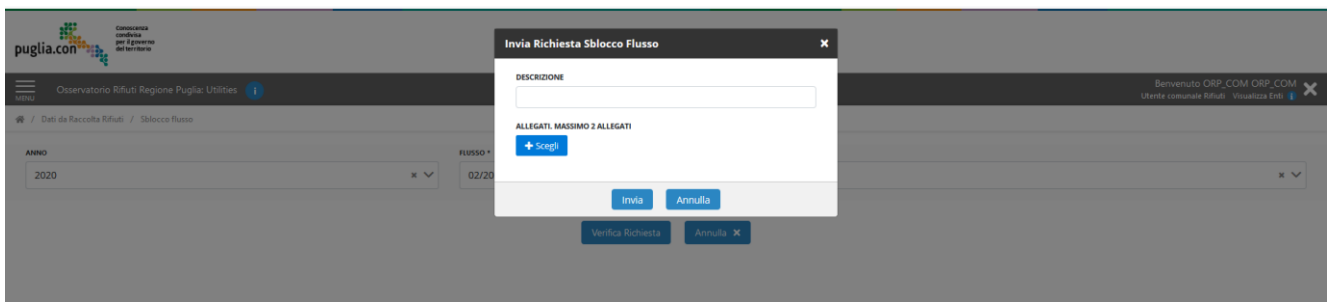 puglia.con
Conoscenza
condivisa
per il governo
del territorio
MENU
Osservatorio Rifiuti Regione Puglia: Utilities i
Benvenuto ORP_COM ORP_COM
Utente comunale Rifiuti Visualizza Enti
/ Dati da Raccolta Rifiuti / Sblocco flusso
ANNO
2020
FLUSSO *
02/20
Invia Richiesta Sblocco Flusso
DESCRIZIONE
ALLEGATI, MASSIMO 2 ALLEGATI
+ Scegli
Invia Annulla
Verifica Richiesta Annulla